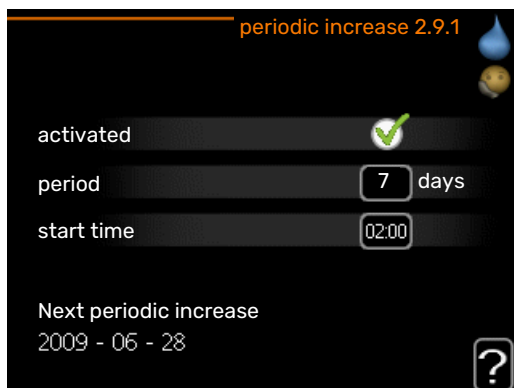 periodic increase 2.9.1
activated
period 7 days
start time 02:00
Next periodic increase
2009 - 06 - 28
?